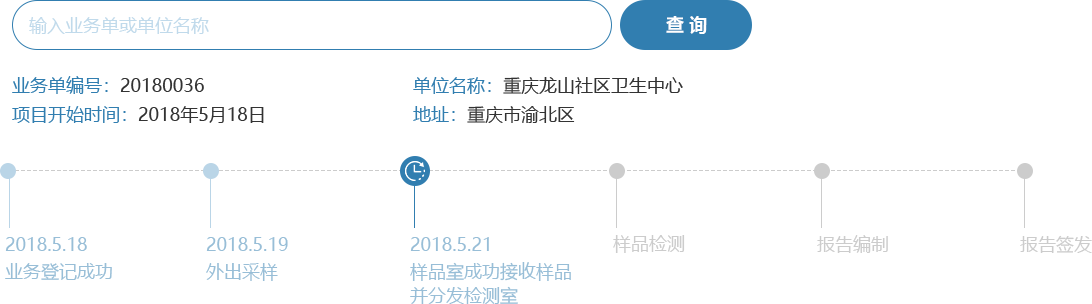 输入业务单或单位名称
查 询
业务单编号：20180036
单位名称：重庆龙山社区卫生中心
项目开始时间：2018年5月18日
地址：重庆市渝北区
2018.5.18
业务登记成功
2018.5.19
外出采样
2018.5.21
样品室成功接收样品
并分发检测室
样品检测
报告编制
报告签发